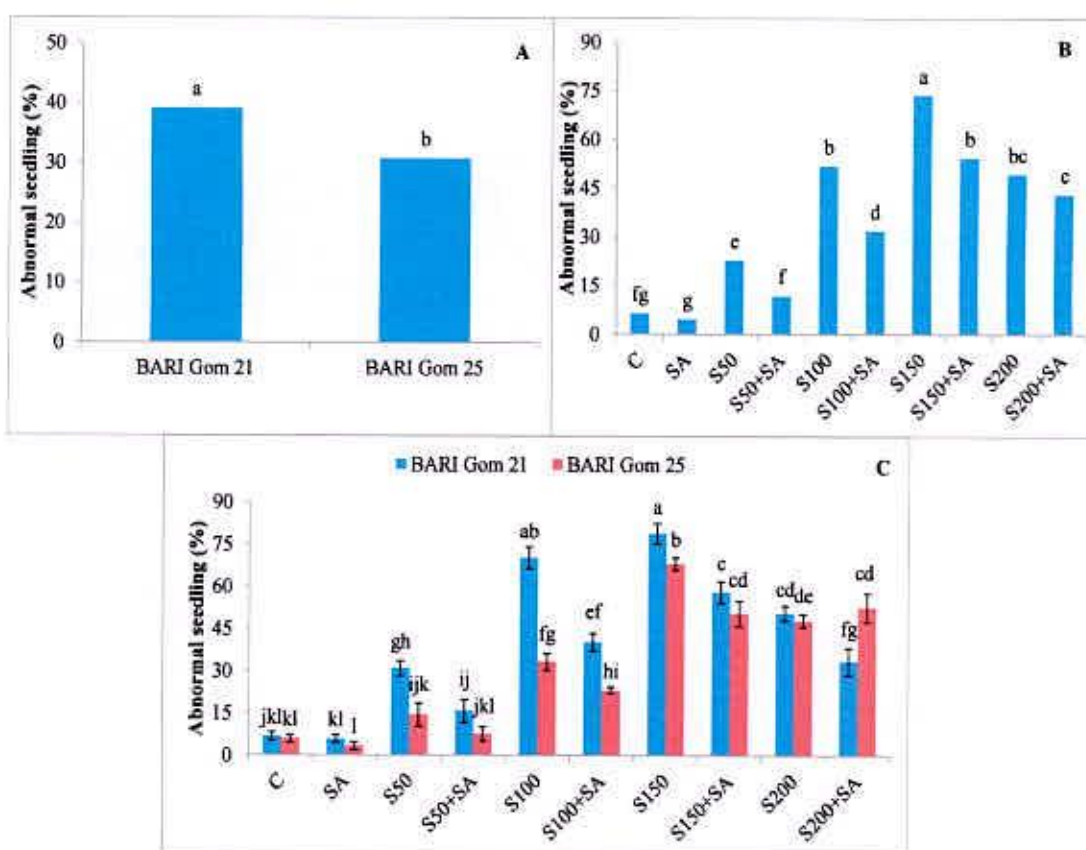 A
Abnormal seedling (%)
50
40
30
20
10
0
a
b
BARI Gom 21
BARI Gom 25
B
Abnormal seedling (%)
90
75
60
45
30
15
0
fg
g
e
f
b
d
a
b
bc
c
C
SA
S50
S50+SA
S100
S100+SA
S150
S150+SA
S200
S200+SA
BARI Gom 21 BARI Gom 25
C
Abnormal seedling (%)
90
75
60
45
30
15
0
jkl kl
kl l
gh ijk
ij jkl
ab fg
ef hi
a b
c cd
cd de
fg cd
C
SA
S50
S50+SA
S100
S100+SA
S150
S150+SA
S200
S200+SA